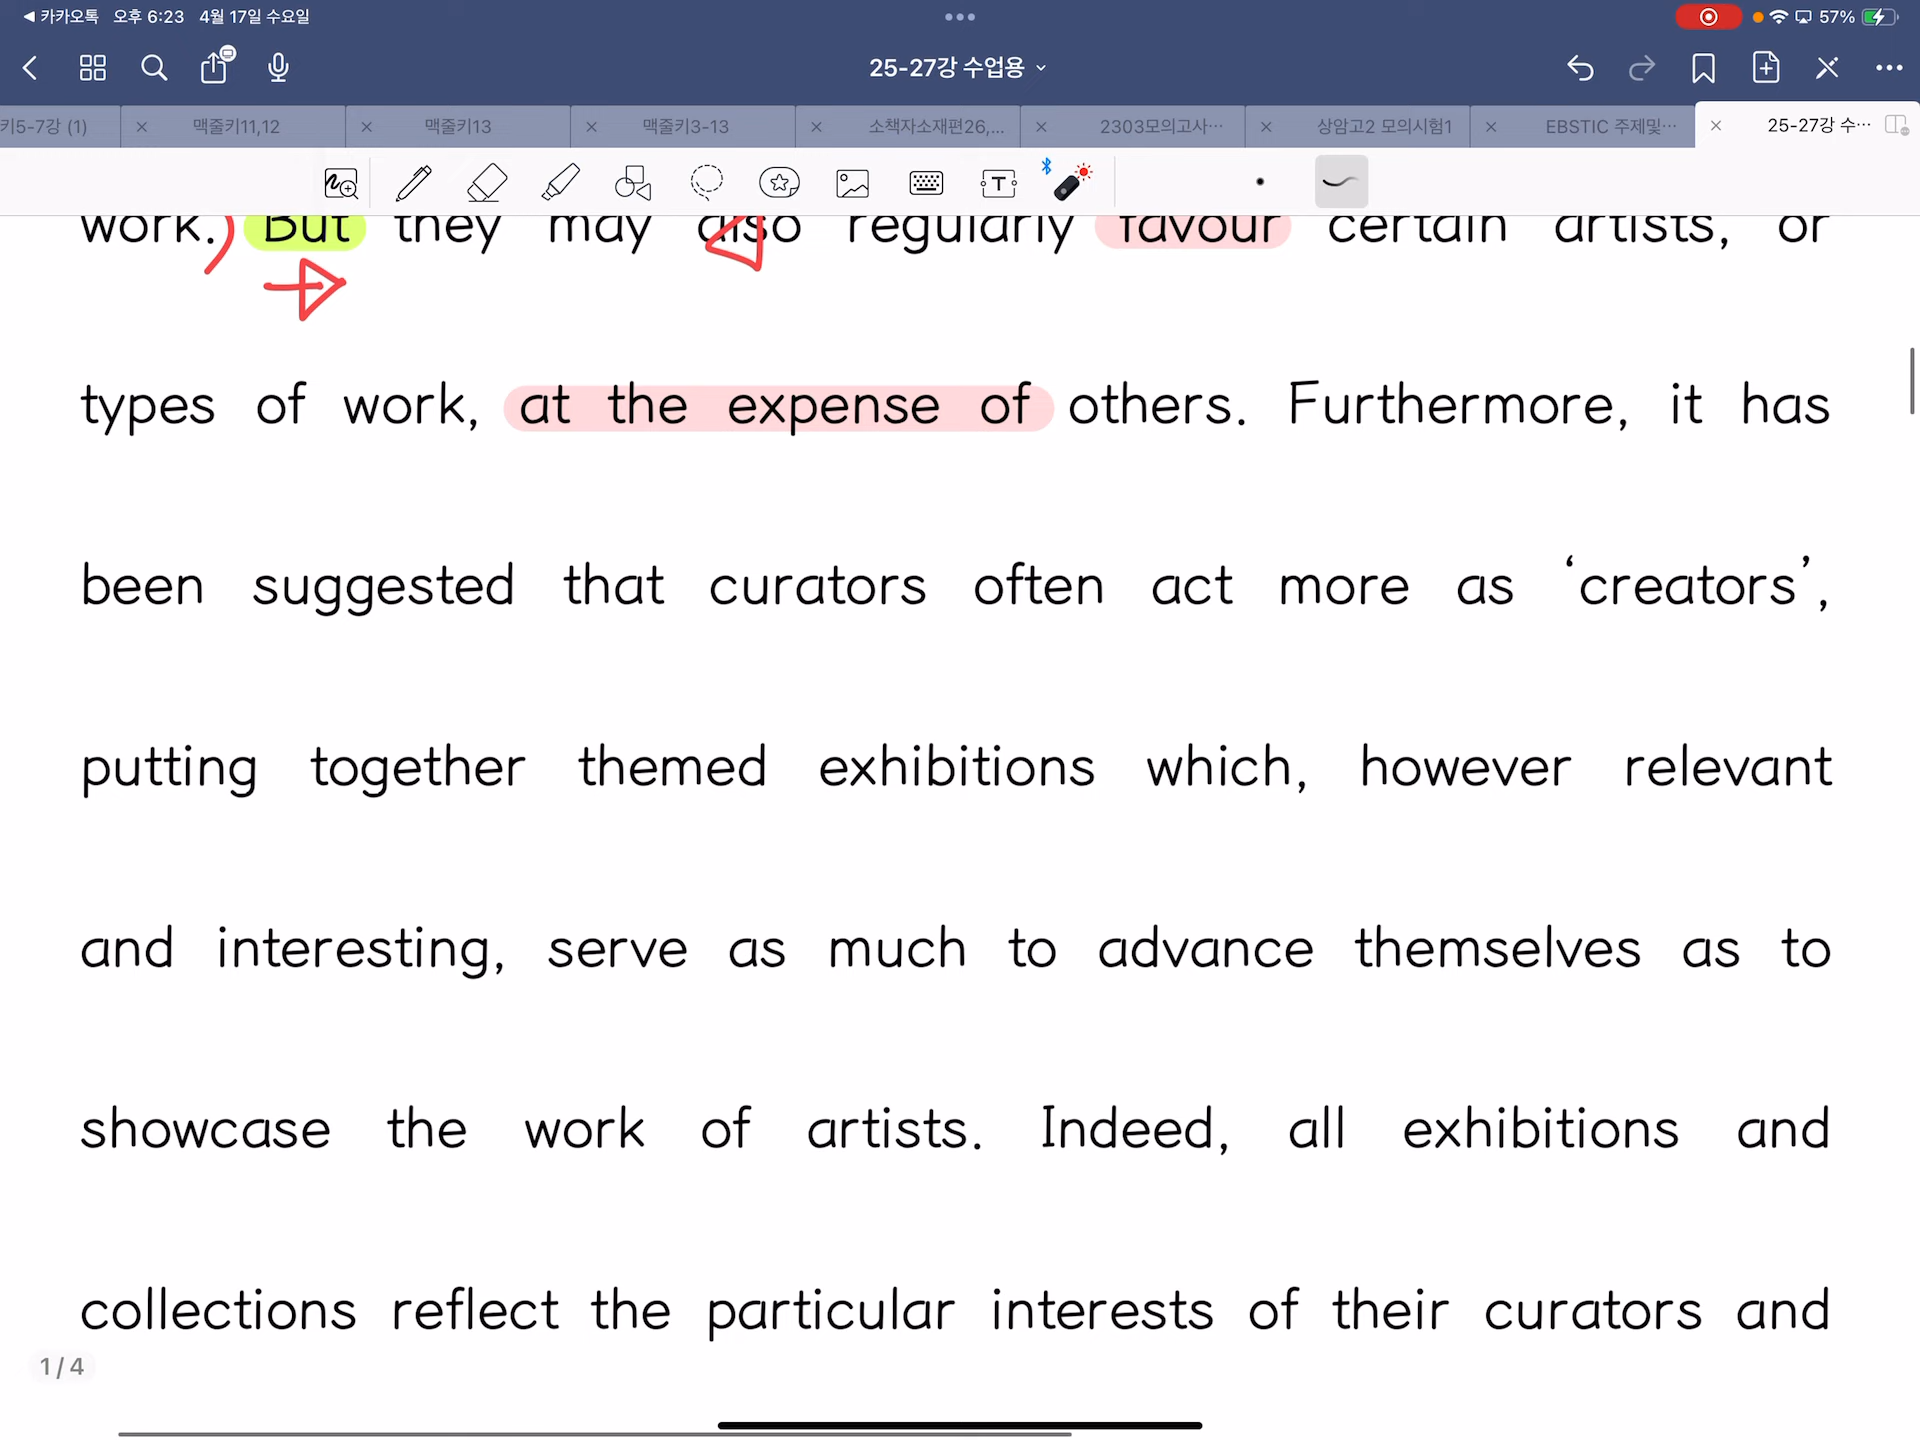 ◀ 카카오톡 오후 6:23 4월 17일 수요일
57%
25-27강 수업용
키5-7강 (1)
맥줄키11,12
맥줄키13
맥줄키3-13
소책자소재편26,...
2303모의고사...
상암고2 모의시험1
EBSTIC 주제및...
25-27강 수...
work. But they may also regularly favour certain artists, or
types of work, at the expense of others. Furthermore, it has
been suggested that curators often act more as ‘creators’,
putting together themed exhibitions which, however relevant
and interesting, serve as much to advance themselves as to
showcase the work of artists. Indeed, all exhibitions and
collections reflect the particular interests of their curators and
1 / 4